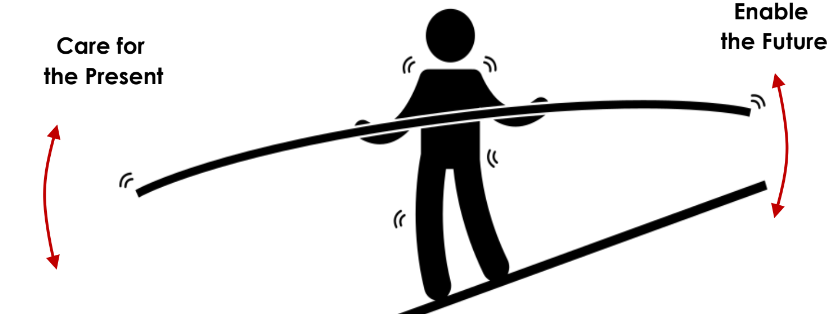 Care for
the Present
Enable
the Future